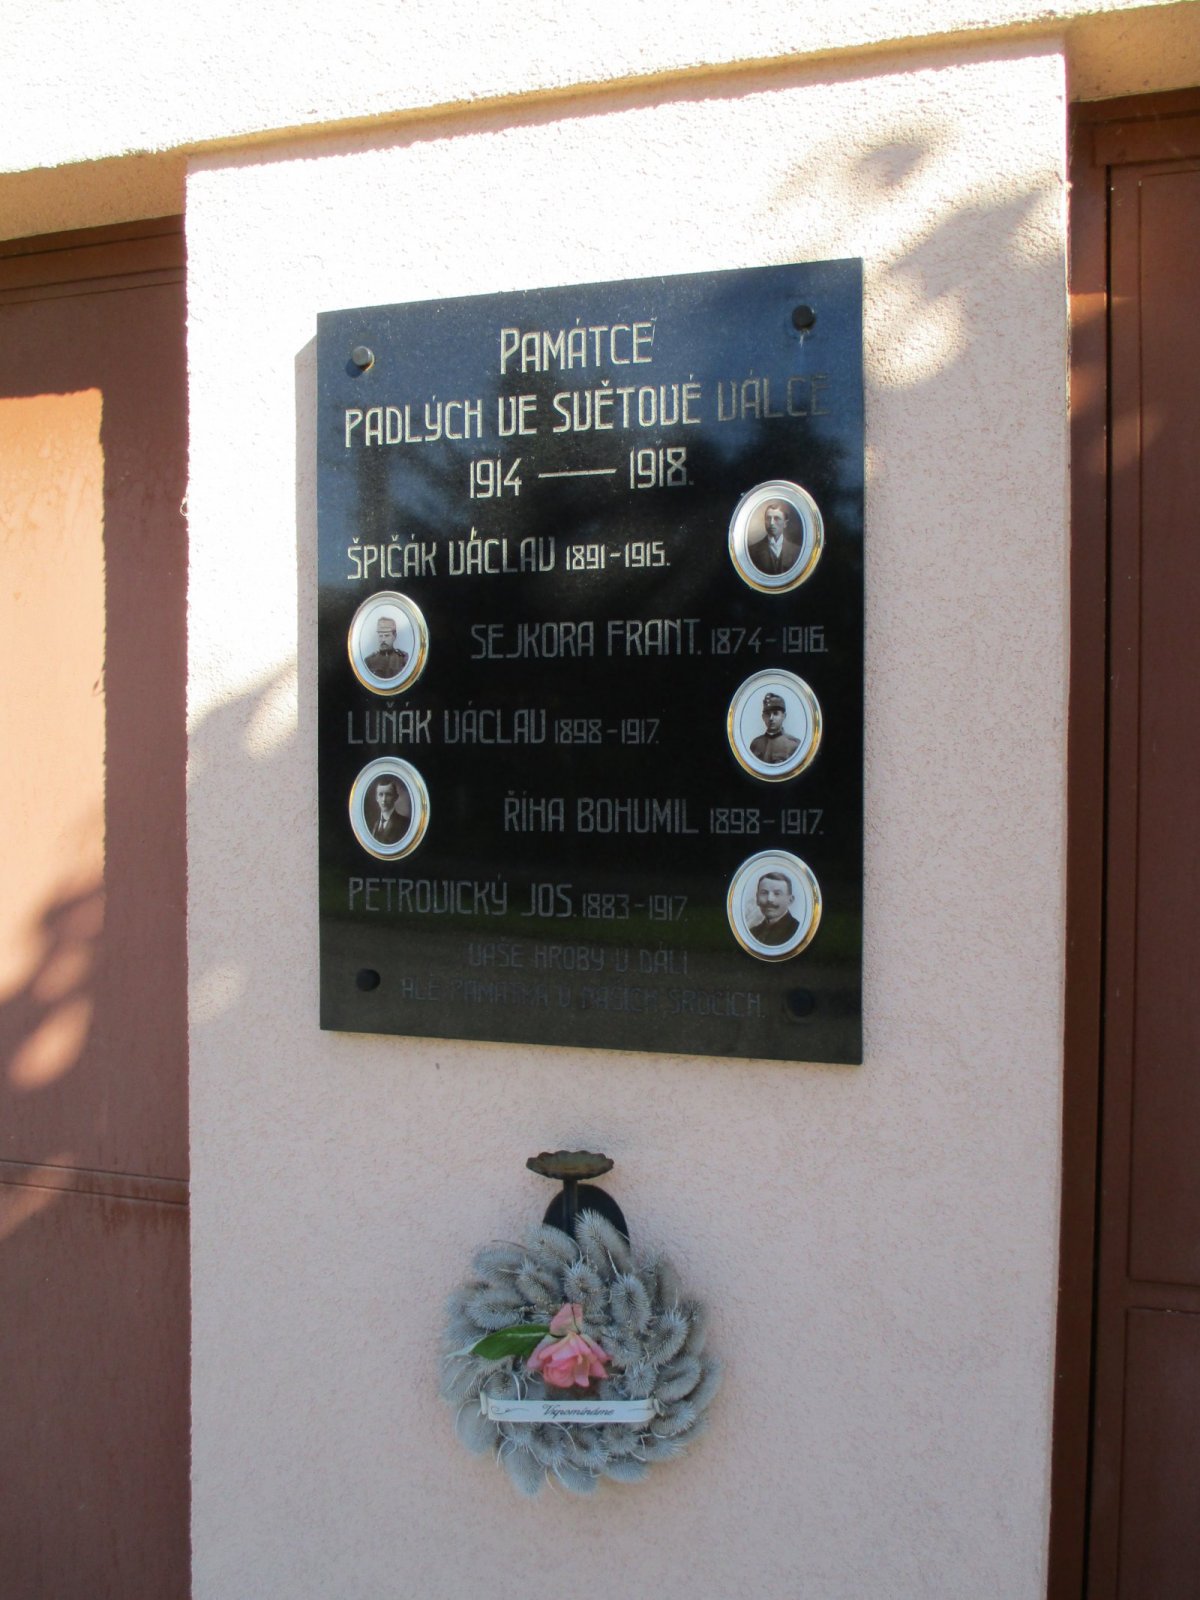 PAMÁTCE
PADLÝCH VE SVĚTOVÉ VÁLCE
1914 — 1918.
ŠPIČÁK VÁCLAV 1891-1915.
SEJKORA FRANT. 1874-1916.
LUŇÁK VÁCLAV 1898-1917.
ŘÍHA BOHUMIL 1898-1917.
PETROVICKÝ JOS. 1883-1917.
VAŠE HROBY V DÁLI
ALE PAMÁTKA V NAŠICH SRDCÍCH.
Vzpomínáme